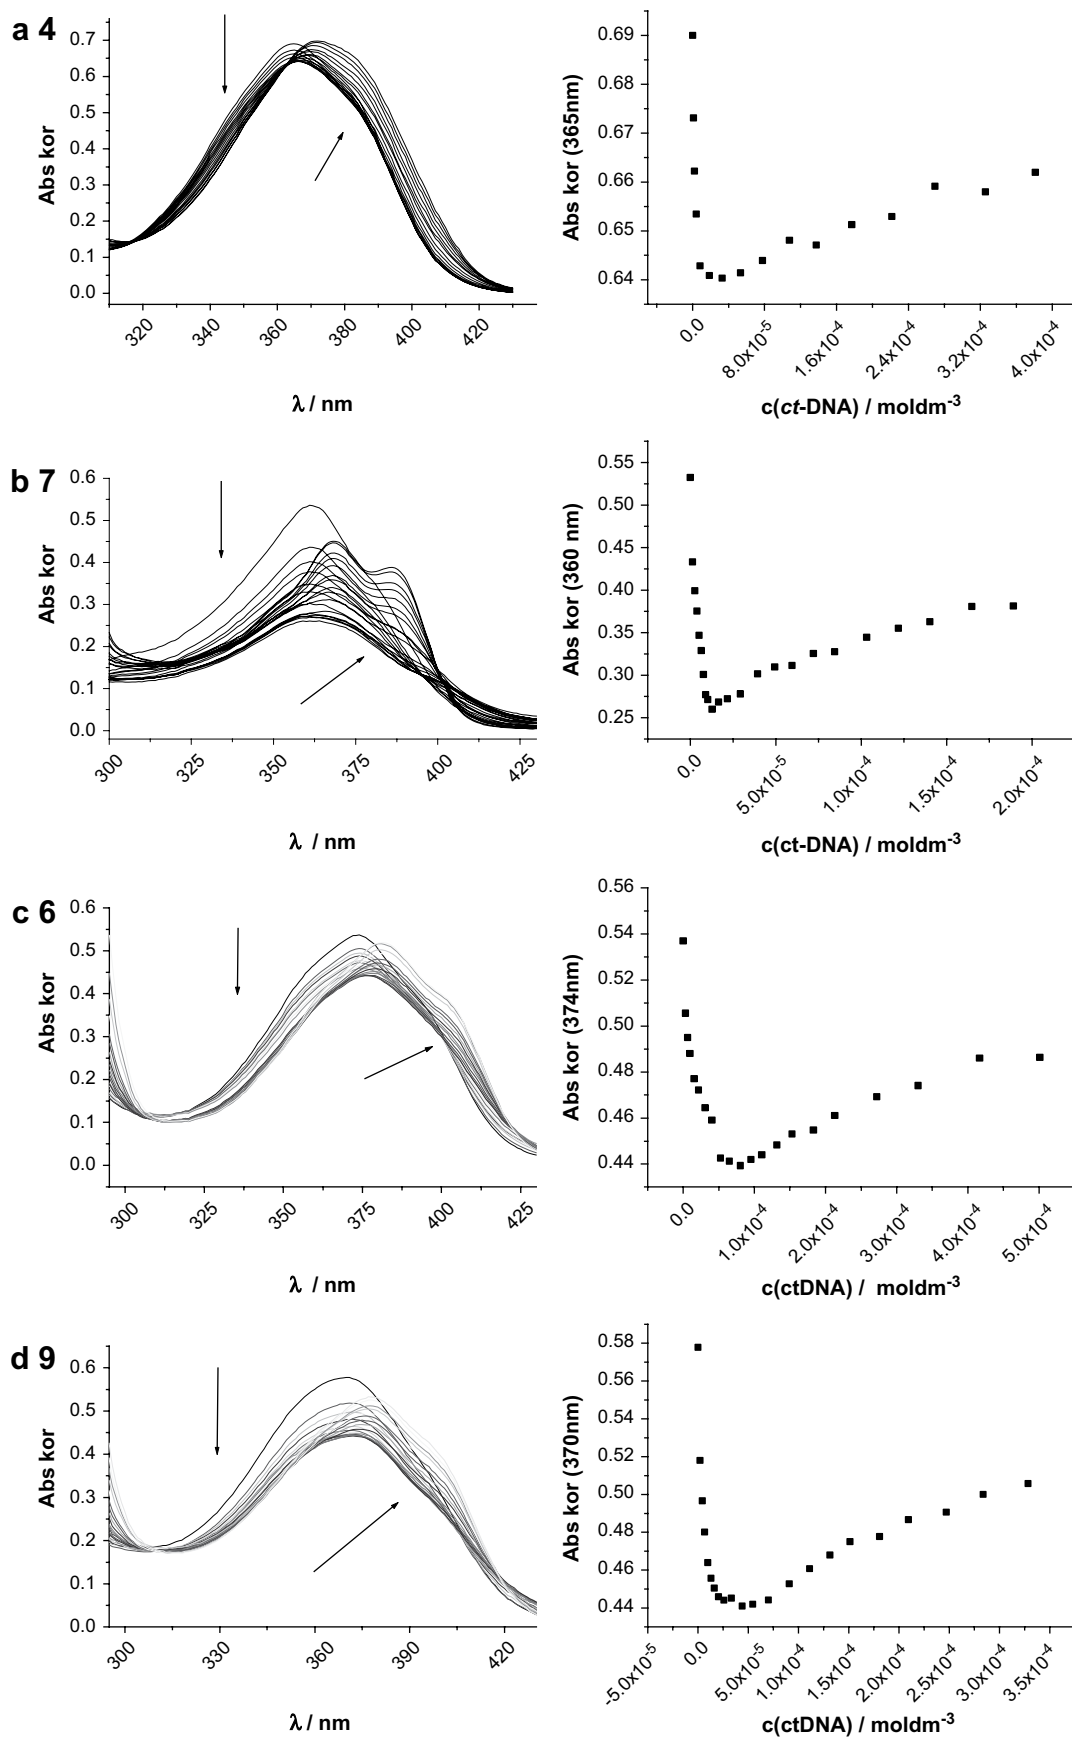 a 4
Abs kor
0.7
0.6
0.5
0.4
0.3
0.2
0.1
0.0
320
340
360
380
400
420
λ / nm
Abs kor (365nm)
0.69
0.68
0.67
0.66
0.65
0.64
0.0
8.0x10-5
1.6x10-4
2.4x10-4
3.2x10-4
4.0x10-4
c(ct-DNA) / moldm-3
b 7
Abs kor
0.6
0.5
0.4
0.3
0.2
0.1
0.0
300
325
350
375
400
425
λ / nm
Abs kor (360 nm)
0.55
0.50
0.45
0.40
0.35
0.30
0.25
0.0
5.0x10-5
1.0x10-4
1.5x10-4
2.0x10-4
c(ct-DNA) / moldm-3
c 6
Abs kor
0.6
0.5
0.4
0.3
0.2
0.1
0.0
300
325
350
375
400
425
λ / nm
Abs kor (374nm)
0.56
0.54
0.52
0.50
0.48
0.46
0.44
0.0
1.0x10-4
2.0x10-4
3.0x10-4
4.0x10-4
5.0x10-4
c(ctDNA) / moldm-3
d 9
Abs kor
0.6
0.5
0.4
0.3
0.2
0.1
0.0
300
330
360
390
420
λ / nm
Abs kor (370nm)
0.58
0.56
0.54
0.52
0.50
0.48
0.46
0.44
-5.0x10-5
0.0
5.0x10-5
1.0x10-4
1.5x10-4
2.0x10-4
2.5x10-4
3.0x10-4
3.5x10-4
c(ctDNA) / moldm-3